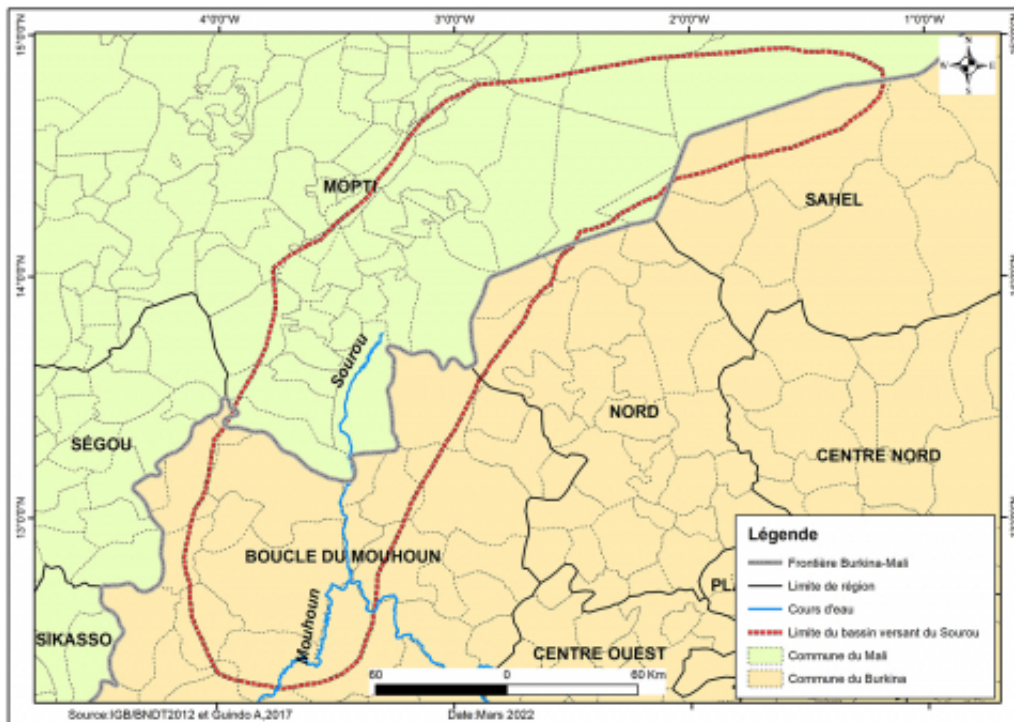 4°0'0"W 3°0'0"W 2°0'0"W 1°0'0"W
15°0'0"N
N
W E
S
MOPTI
SAHEL
14°0'0"N
Sourou
NORD
SÉGOU
CENTRE NORD
13°0'0"N
BOUCLE DU MOUHOUN
Mouhoun
SIKASSO
CENTRE OUEST
PL
Légende
Frontière Burkina-Mali
Limite de région
Cours d'eau
Limite du bassin versant du Sourou
Commune du Mali
Commune du Burkina
60 0 60 Km
Source:IGB/BNDT2012 et Guindo A,2017 Date:Mars 2022